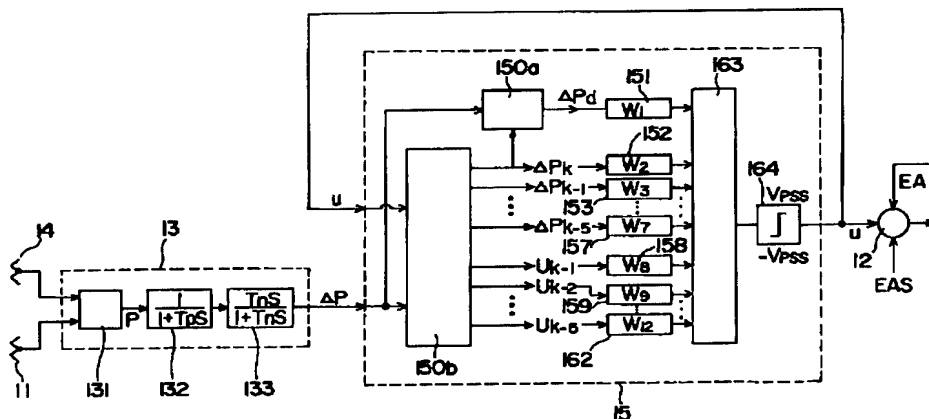 150a
151
163
ΔPd
W1
152
W2
ΔPk
164
VPSS
ΔPk-1
W3
153
EA
14
13
u
ΔPk-5
W7
157
158
u
12
-VPSS
Uk-1
W8
EAS
ΔP
Uk-2
W9
159
1
1+TPS
TnS
1+TnS
P
Uk-5
W12
162
11
131
132
133
150b
15